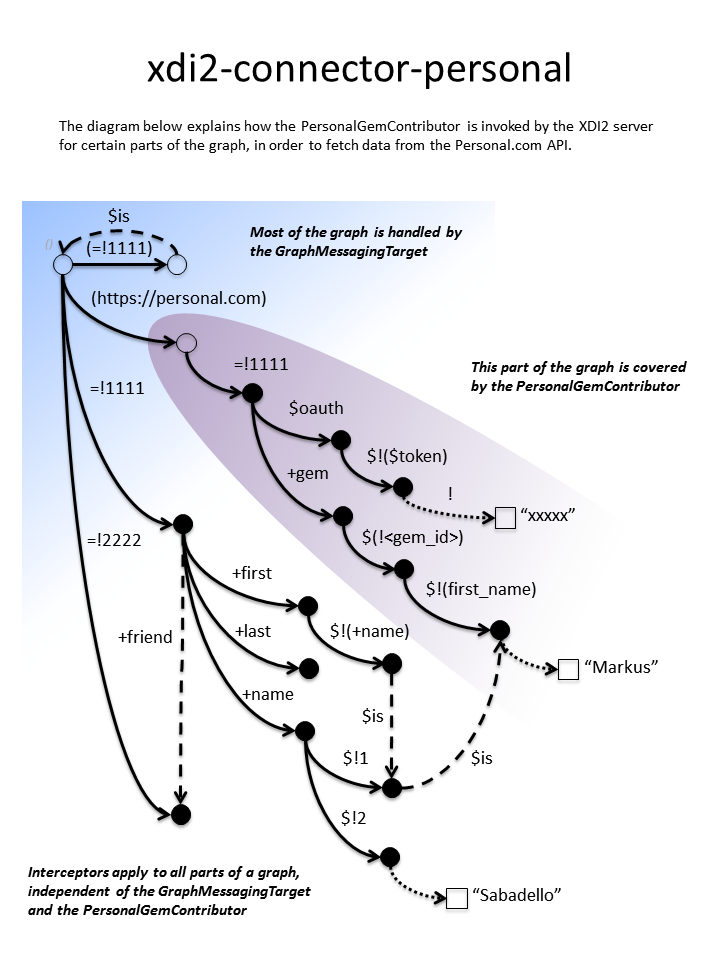 xdi2-connector-personal
The diagram below explains how the PersonalGemContributor is invoked by the XDI2 server
for certain parts of the graph, in order to fetch data from the Personal.com API.
$is
()
(=!1111)
Most of the graph is handled by
the GraphMessagingTarget
(https://personal.com)
=!1111
This part of the graph is covered
by the PersonalGemContributor
=!1111
$oauth
$!($token)
+gem
!
"xxxxx"
=!2222
$(!<gem_id>)
+first
$!(first_name)
+friend
+last
$!(+name)
"Markus"
+name
$is
$!1
$is
$!2
Interceptors apply to all parts of a graph,
independent of the GraphMessagingTarget
and the PersonalGemContributor
"Sabadello"